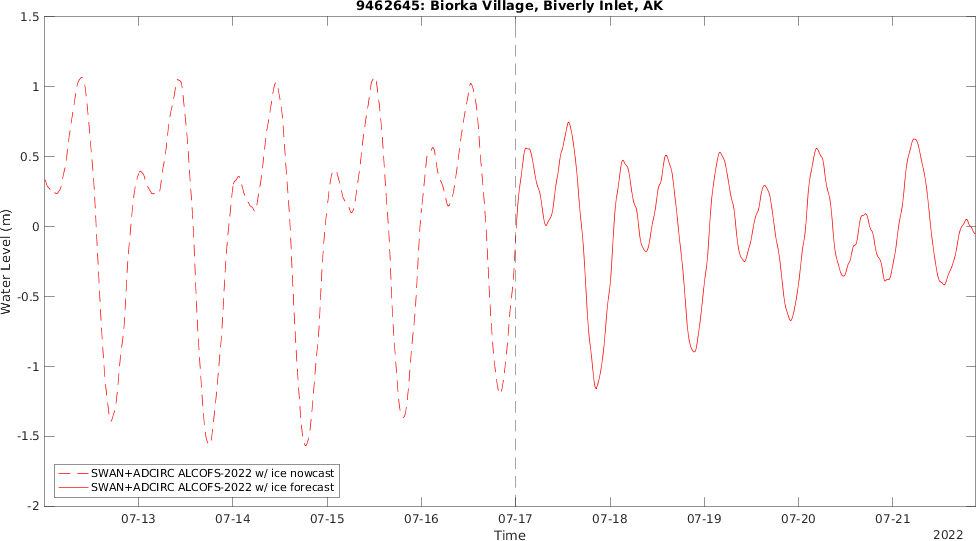 9462645: Biorka Village, Biverly Inlet, AK
1.5
1
0.5
0
-0.5
-1
-1.5
-2
Water Level (m)
SWAN+ADCIRC ALCOFS-2022 w/ ice nowcast
SWAN+ADCIRC ALCOFS-2022 w/ ice forecast
07-13 07-14 07-15 07-16 07-17 07-18 07-19 07-20 07-21
Time
2022